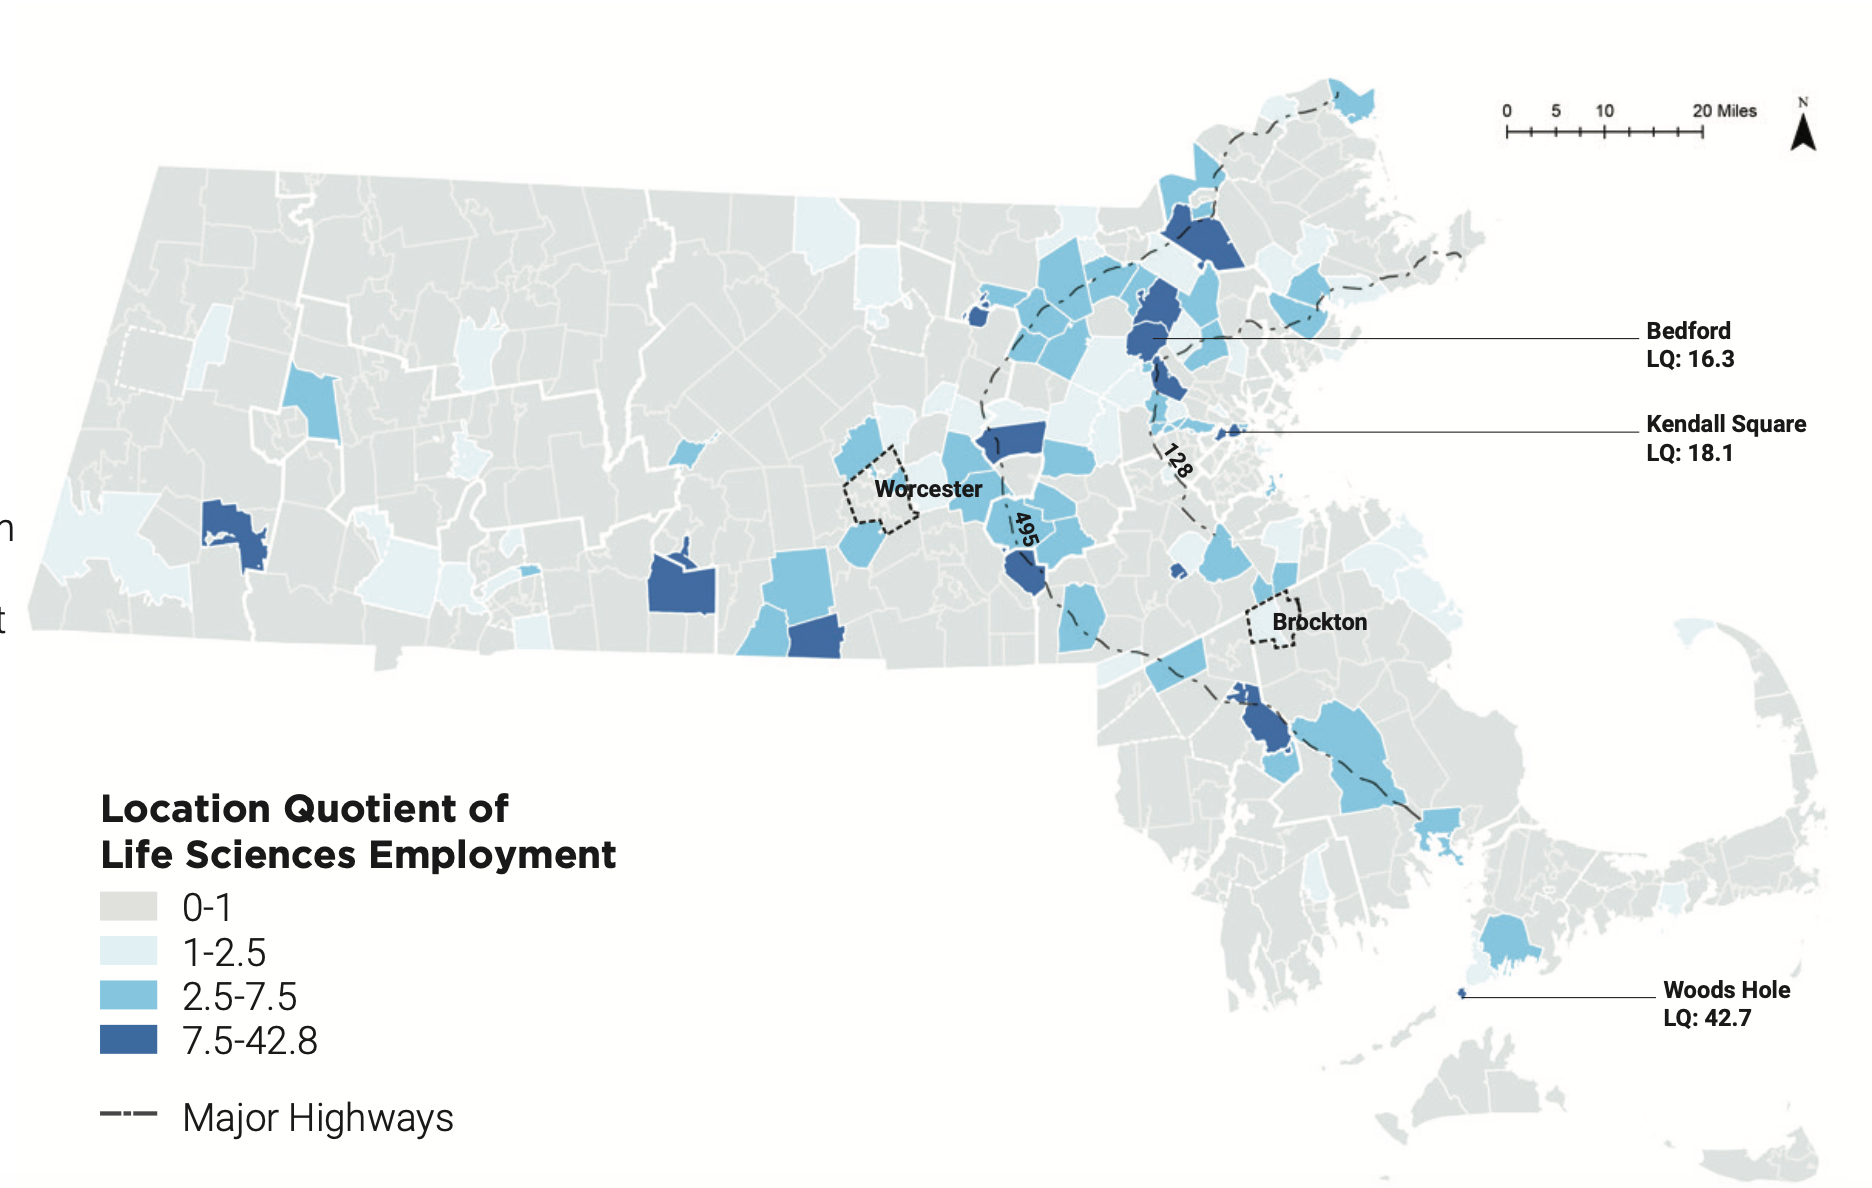 0 5 10 20 Miles
N
Bedford
LQ: 16.3
Kendall Square
LQ: 18.1
128
Worcester
495
n
t
Brockton
Location Quotient of
Life Sciences Employment
0-1
1-2.5
2.5-7.5
7.5-42.8
Major Highways
Woods Hole
LQ: 42.7